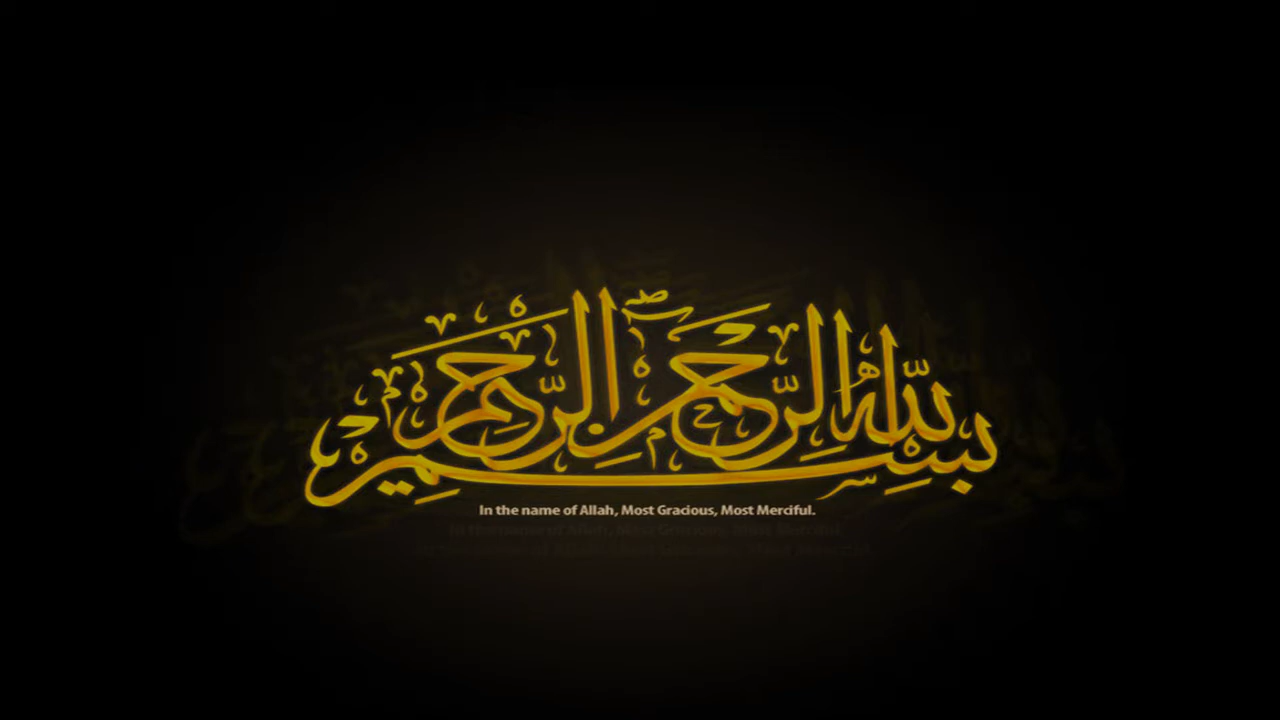 بسم الله الرحمن الرحيم
In the name of Allah, Most Gracious, Most Merciful.